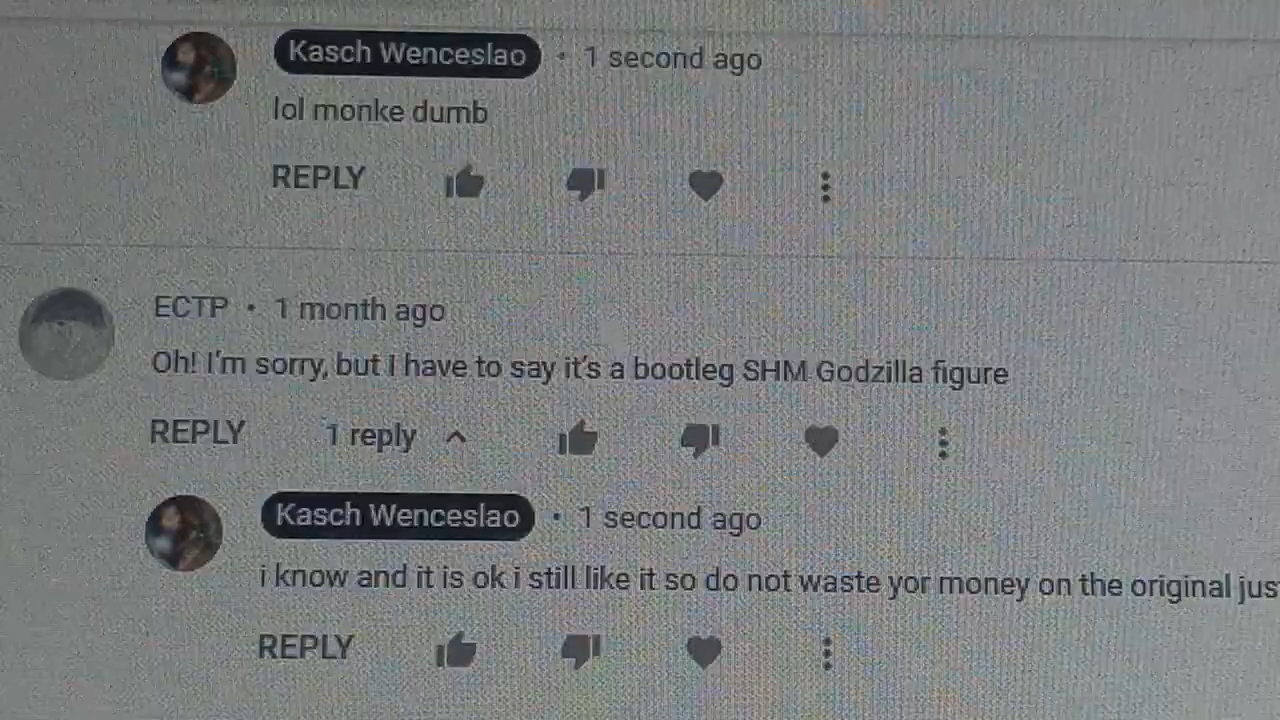 Kasch Wenceslao • 1 second ago
lol monke dumb
REPLY
ECTP • 1 month ago
Oh! I'm sorry, but I have to say it's a bootleg SHM Godzilla figure
REPLY 1 reply
Kasch Wenceslao • 1 second ago
i know and it is ok i still like it so do not waste yor money on the original jus
REPLY